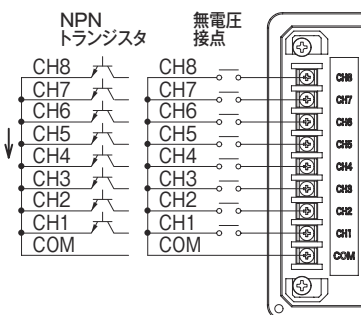 NPN
トランジスタ
無電圧
接点
CH8
CH7
CH6
CH5
CH4
CH3
CH2
CH1
COM
CH8
CH7
CH6
CH5
CH4
CH3
CH2
CH1
COM
CH8
CH7
CH6
CH5
CH4
CH3
CH2
CH1
COM